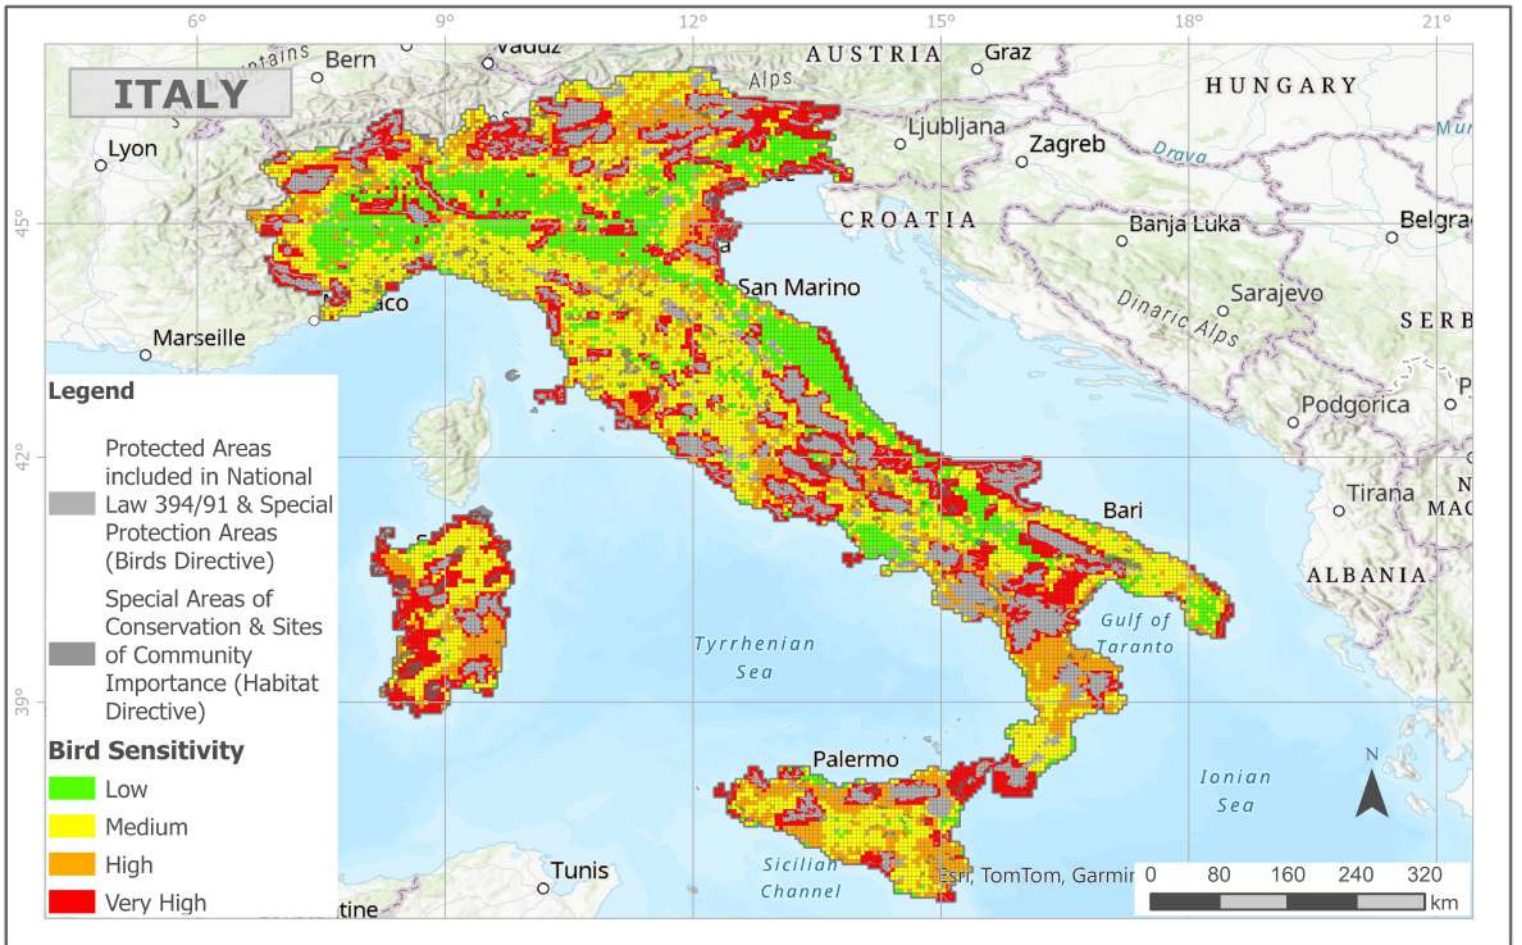 6°
9°
12°
15°
18°
21°
ITALY
Bern
Vaduz
AUSTRIA
Graz
Alps
HUNGARY
Lyon
Ljubljana
Zagreb
Drava
45°
CROATIA
Banja Luka
San Marino
Sarajevo
Dinaric Alps
Marseille
Legend
Protected Areas
included in National
Law 394/91 & Special
Protection Areas
(Birds Directive)
Special Areas of
Conservation & Sites
of Community
Importance (Habitat
Directive)
Bird Sensitivity
Low
Medium
High
Very High
Podgorica
42°
Tirana
Bari
ALBANIA
Gulf of
Taranto
Tyrrhenian
Sea
39°
Palermo
Ionian
Sea
N
Sicilian
Channel
Tunis
Esri, TomTom, Garmin
0 80 160 240 320
km